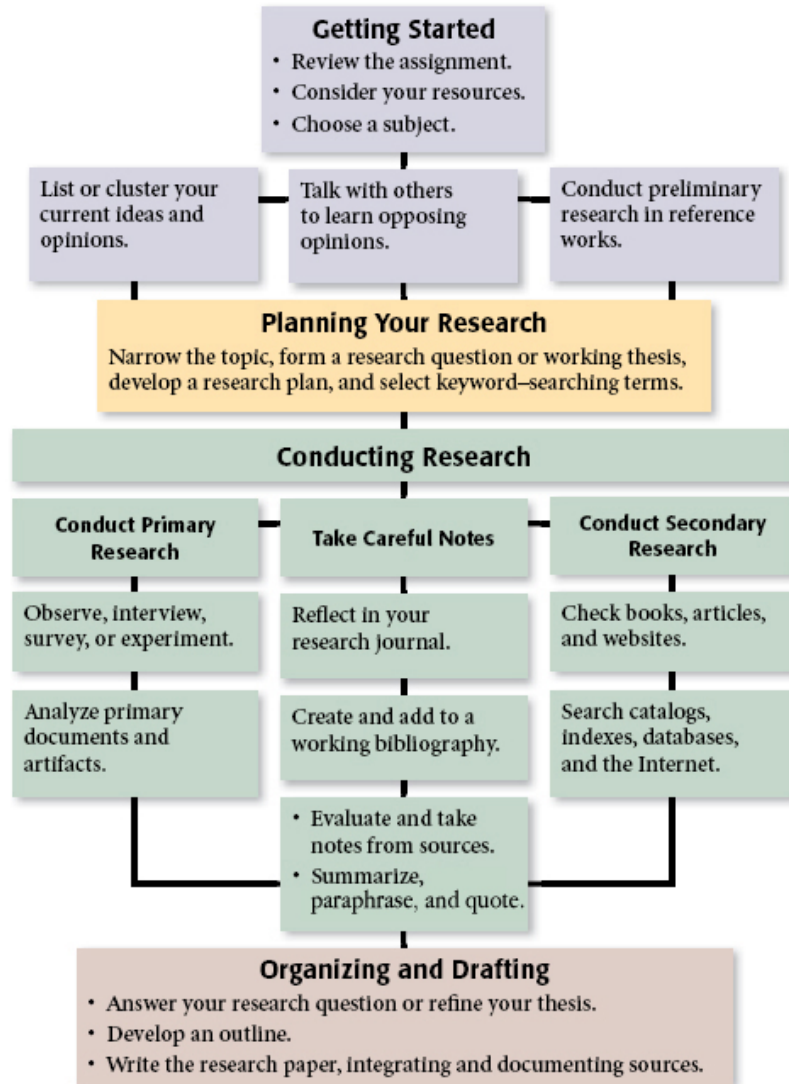 Getting Started
• Review the assignment.
• Consider your resources.
• Choose a subject.
List or cluster your
current ideas and
opinions.
Talk with others
to learn opposing
opinions.
Conduct preliminary
research in reference
works.
Planning Your Research
Narrow the topic, form a research question or working thesis,
develop a research plan, and select keyword–searching terms.
Conducting Research
Conduct Primary
Research
Take Careful Notes
Conduct Secondary
Research
Observe, interview,
survey, or experiment.
Reflect in your
research journal.
Check books, articles,
and websites.
Analyze primary
documents and
artifacts.
Create and add to a
working bibliography.
Search catalogs,
indexes, databases,
and the Internet.
• Evaluate and take
notes from sources.
• Summarize,
paraphrase, and quote.
Organizing and Drafting
• Answer your research question or refine your thesis.
• Develop an outline.
• Write the research paper, integrating and documenting sources.